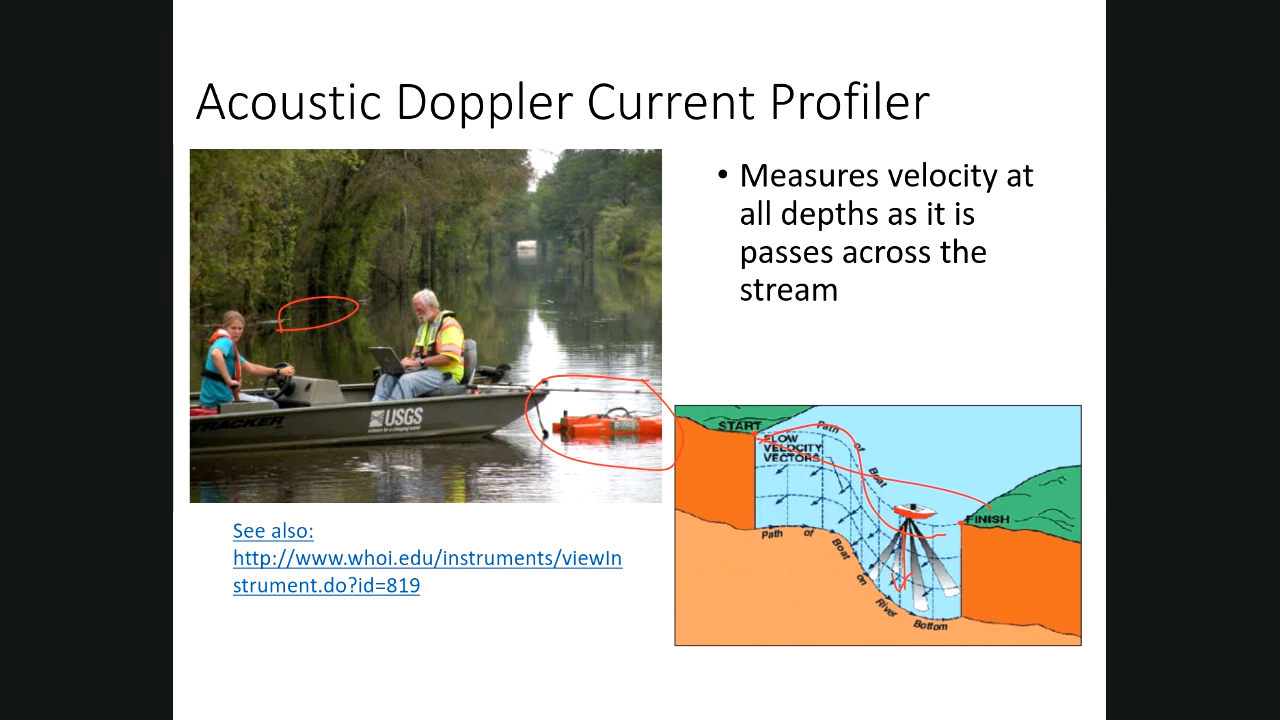 Acoustic Doppler Current Profiler
• Measures velocity at
all depths as it is
passes across the
stream
TRACKER
USGS
See also:
http://www.whoi.edu/instruments/viewIn
strument.do?id=819
START
FLOW
VELOCITY
VECTORS
Path of Boat
FINISH
Path of Boat on River Bottom